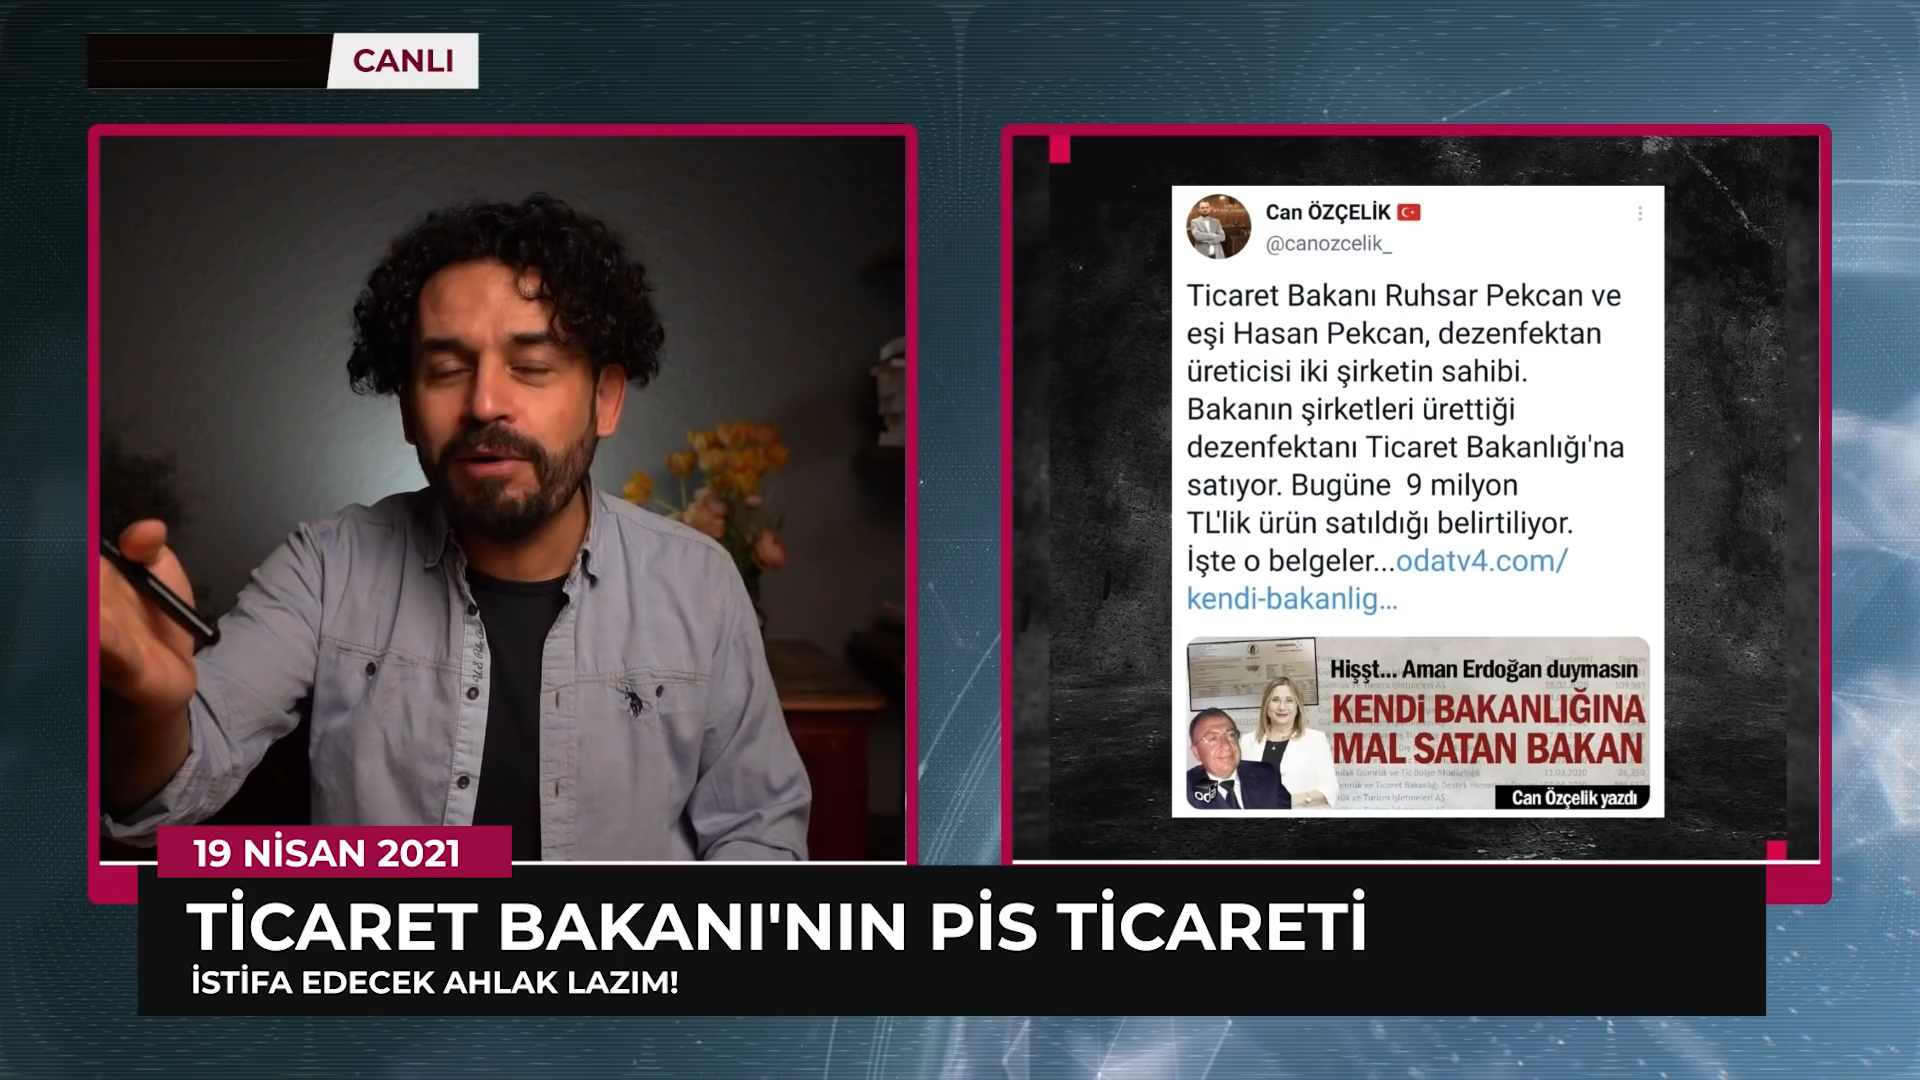 CANLI
Can ÖZÇELİK
@canozcelik_
Ticaret Bakanı Ruhsar Pekcan ve
eşi Hasan Pekcan, dezenfektan
üreticisi iki şirketin sahibi.
Bakanın şirketleri ürettiği
dezenfektanı Ticaret Bakanlığı'na
satıyor. Bugüne 9 milyon
TL'lik ürün satıldığı belirtiliyor.
İşte o belgeler...odatv4.com/
kendi-bakanlig...
Hişşt... Aman Erdoğan duymasın
KENDİ BAKANLIĞINA
MAL SATAN BAKAN
Can Özçelik yazdı
19 NİSAN 2021
TİCARET BAKANI'NIN PİS TİCARETİ
İSTİFA EDECEK AHLAK LAZIM!